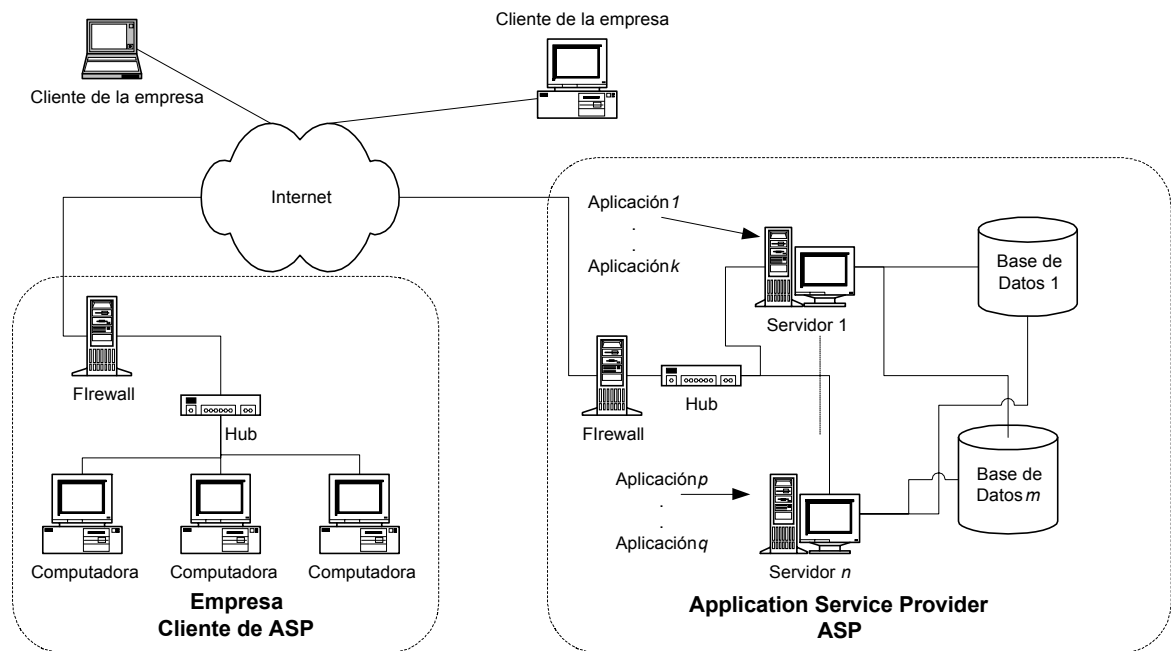 Cliente de la empresa
Cliente de la empresa
Internet
FIrewall
Hub
Computadora
Computadora
Computadora
Empresa
Cliente de ASP
Aplicación 1
.
.
Aplicación k
Servidor 1
Base de
Datos 1
FIrewall
Hub
Aplicación p
.
.
Aplicación q
Servidor n
Base de
Datos m
Application Service Provider
ASP